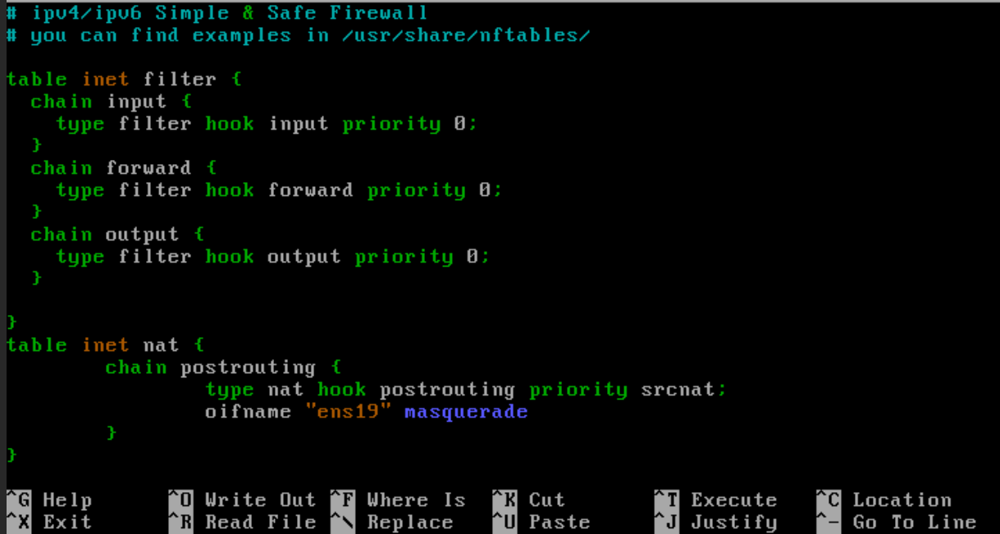 # ipv4/ipv6 Simple & Safe Firewall
# you can find examples in /usr/share/nftables/
table inet filter {
  chain input {
    type filter hook input priority 0;
  }
  chain forward {
    type filter hook forward priority 0;
  }
  chain output {
    type filter hook output priority 0;
  }
}
table inet nat {
        chain postrouting {
                type nat hook postrouting priority srcnat;
                oifname "ens19" masquerade
        }
}
^G Help ^O Write Out ^F Where Is ^K Cut ^T Execute ^C Location
^X Exit ^R Read File ^\ Replace ^U Paste ^J Justify ^- Go To Line